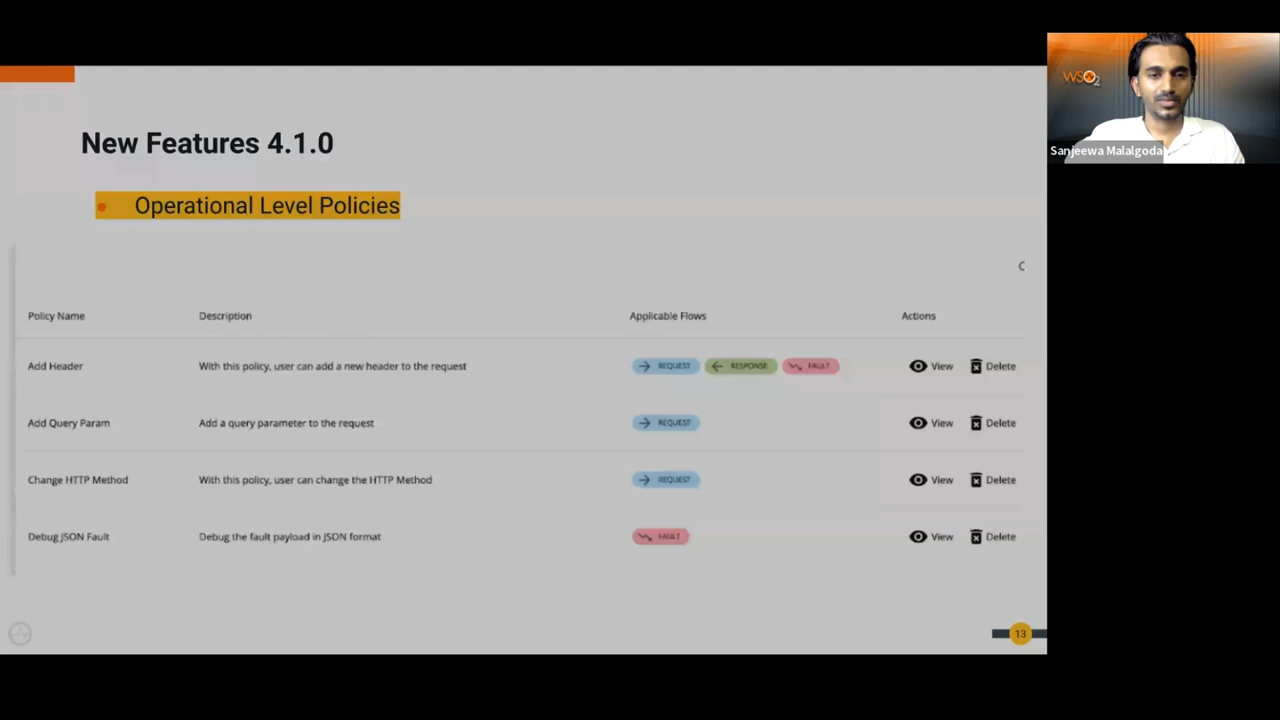 New Features 4.1.0
• Operational Level Policies
Policy Name Description Applicable Flows Actions
Add Header With this policy, user can add a new header to the request REQUEST RESPONSE FAULT View Delete
Add Query Param Add a query parameter to the request REQUEST View Delete
Change HTTP Method With this policy, user can change the HTTP Method REQUEST View Delete
Debug JSON Fault Debug the fault payload in JSON format FAULT View Delete
13
WSO2
Sanjeewa Malalgoda